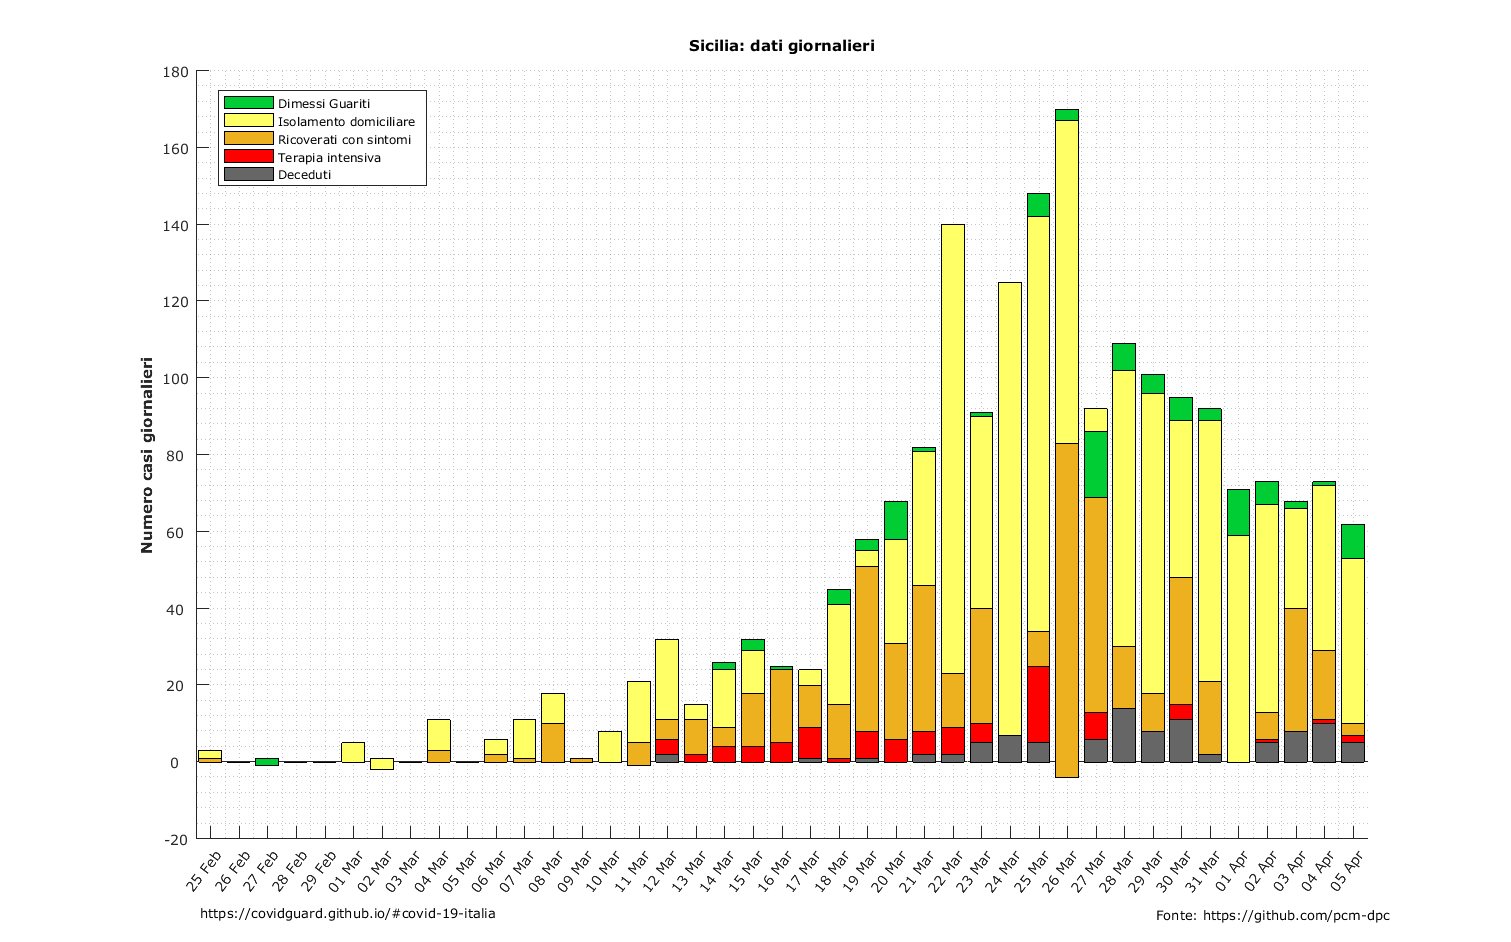 Sicilia: dati giornalieri
180
160
140
120
100
80
60
40
20
0
-20
Numero casi giornalieri
Dimessi Guariti
Isolamento domiciliare
Ricoverati con sintomi
Terapia intensiva
Deceduti
25 Feb
26 Feb
27 Feb
28 Feb
29 Feb
01 Mar
02 Mar
03 Mar
04 Mar
05 Mar
06 Mar
07 Mar
08 Mar
09 Mar
10 Mar
11 Mar
12 Mar
13 Mar
14 Mar
15 Mar
16 Mar
17 Mar
18 Mar
19 Mar
20 Mar
21 Mar
22 Mar
23 Mar
24 Mar
25 Mar
26 Mar
27 Mar
28 Mar
29 Mar
30 Mar
31 Mar
01 Apr
02 Apr
03 Apr
04 Apr
05 Apr
https://covidguard.github.io/#covid-19-italia
Fonte: https://github.com/pcm-dpc